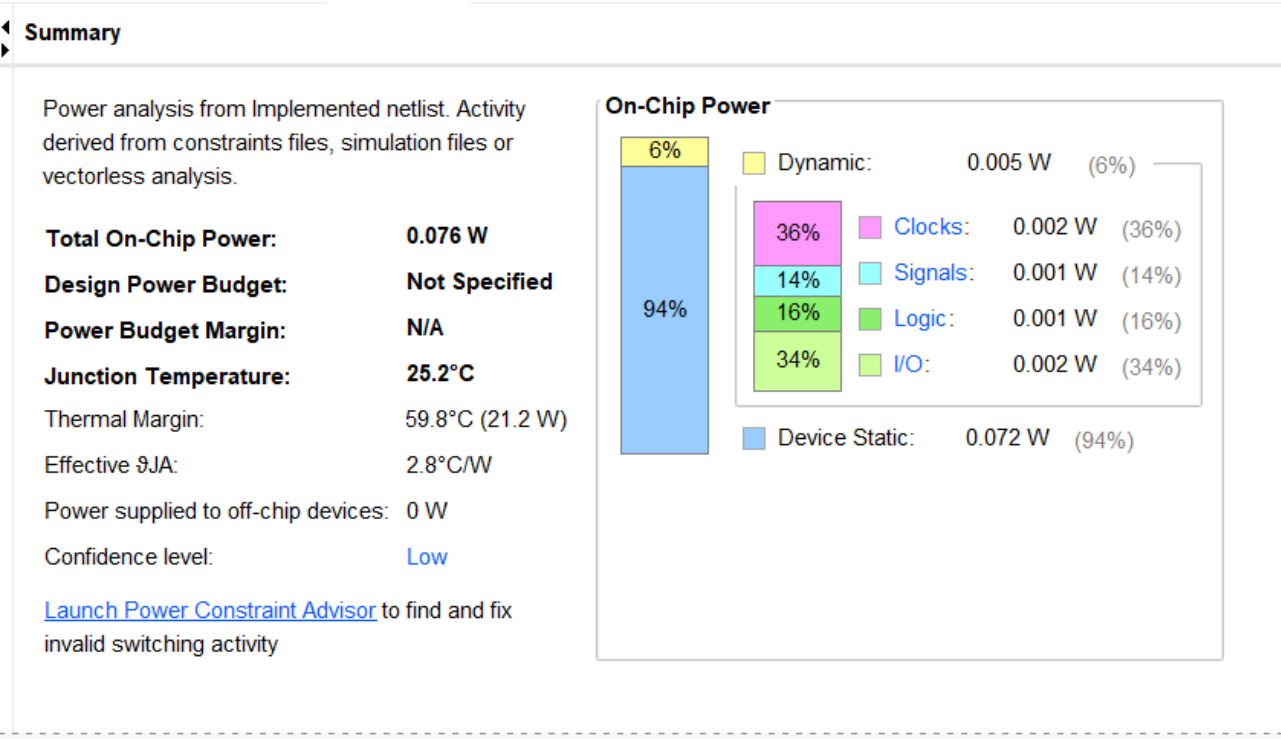 Summary
Power analysis from Implemented netlist. Activity
derived from constraints files, simulation files or
vectorless analysis.
Total On-Chip Power: 0.076 W
Design Power Budget: Not Specified
Power Budget Margin: N/A
Junction Temperature: 25.2°C
Thermal Margin: 59.8°C (21.2 W)
Effective ϑJA: 2.8°C/W
Power supplied to off-chip devices: 0 W
Confidence level: Low
Launch Power Constraint Advisor to find and fix
invalid switching activity
On-Chip Power
6%
94%
Dynamic: 0.005 W (6%)
36% Clocks: 0.002 W (36%)
14% Signals: 0.001 W (14%)
16% Logic: 0.001 W (16%)
34% I/O: 0.002 W (34%)
Device Static: 0.072 W (94%)